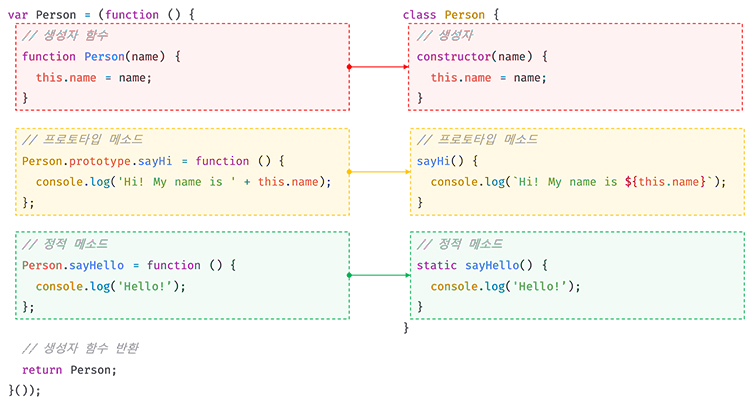 var Person = (function () {
// 생성자 함수
function Person(name) {
this.name = name;
}
// 프로토타입 메소드
Person.prototype.sayHi = function () {
console.log('Hi! My name is ' + this.name);
};
// 정적 메소드
Person.sayHello = function () {
console.log('Hello!');
};
// 생성자 함수 반환
return Person;
}());
class Person {
// 생성자
constructor(name) {
this.name = name;
}
// 프로토타입 메소드
sayHi() {
console.log(`Hi! My name is ${this.name}`);
}
// 정적 메소드
static sayHello() {
console.log('Hello!');
}
}